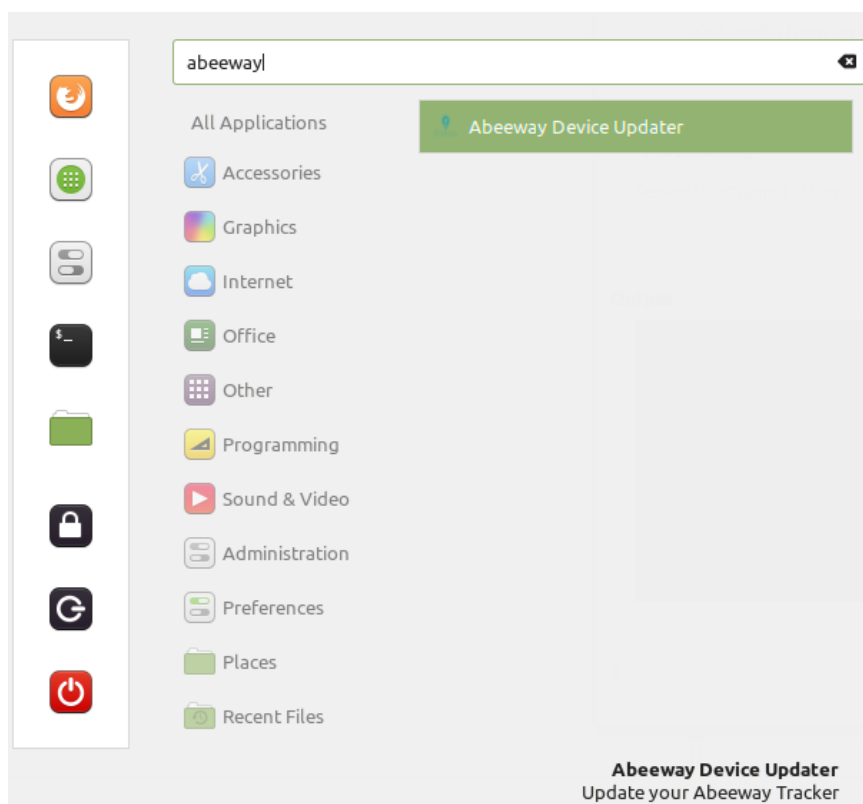 abeeway
All Applications
Abeeway Device Updater
Accessories
Graphics
Internet
Office
Other
Programming
Sound & Video
Administration
Preferences
Places
Recent Files
Abeeway Device Updater
Update your Abeeway Tracker